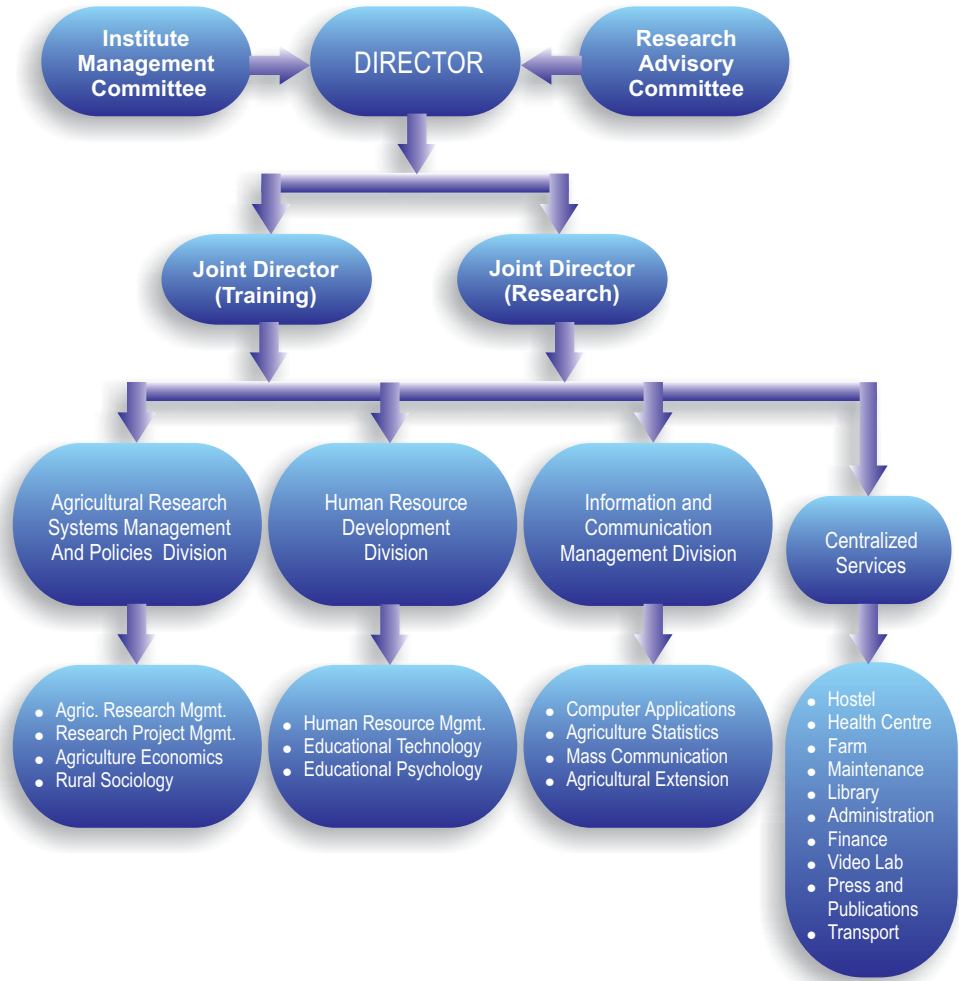 Institute
Management
Committee
DIRECTOR
Research
Advisory
Committee
Joint Director
(Training)
Joint Director
(Research)
Agricultural Research
Systems Management
And Policies Division
Human Resource
Development
Division
Information and
Communication
Management Division
Centralized
Services
• Agric. Research Mgmt.
• Research Project Mgmt.
• Agriculture Economics
• Rural Sociology
• Human Resource Mgmt.
• Educational Technology
• Educational Psychology
• Computer Applications
• Agriculture Statistics
• Mass Communication
• Agricultural Extension
• Hostel
• Health Centre
• Farm
• Maintenance
• Library
• Administration
• Finance
• Video Lab
• Press and
Publications
• Transport